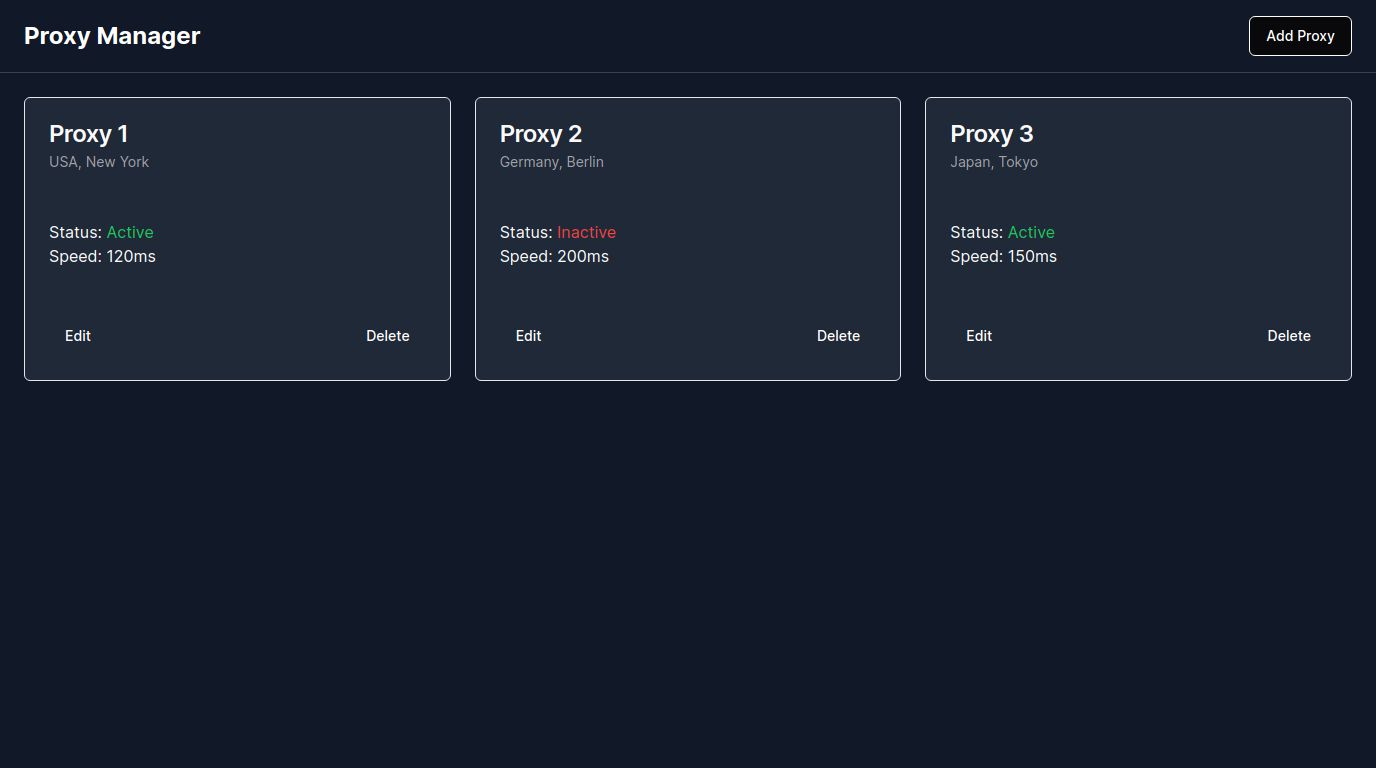 Proxy Manager
Add Proxy
Proxy 1
USA, New York
Status: Active
Speed: 120ms
Edit
Delete
Proxy 2
Germany, Berlin
Status: Inactive
Speed: 200ms
Edit
Delete
Proxy 3
Japan, Tokyo
Status: Active
Speed: 150ms
Edit
Delete